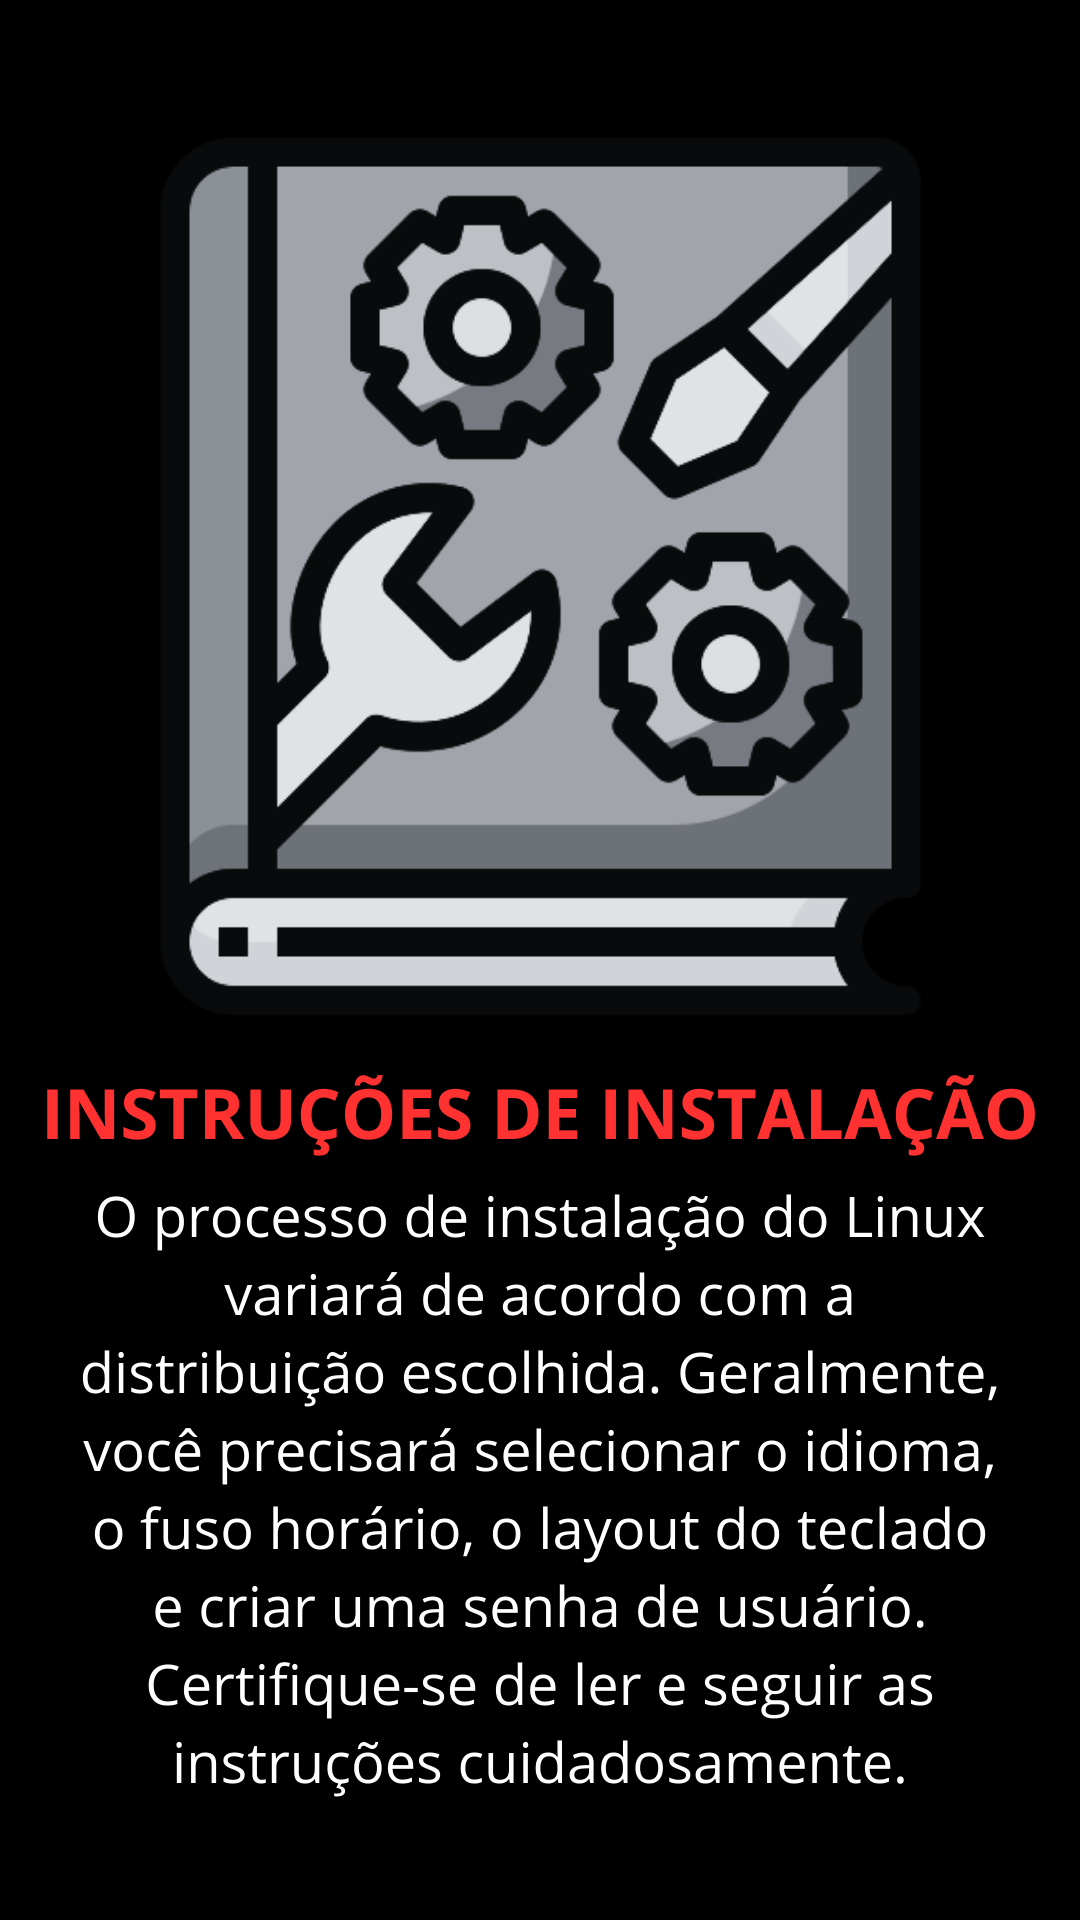 INSTRUÇÕES DE INSTALAÇÃO
O processo de instalação do Linux
variará de acordo com a
distribuição escolhida. Geralmente,
você precisará selecionar o idioma,
o fuso horário, o layout do teclado
e criar uma senha de usuário.
Certifique-se de ler e seguir as
instruções cuidadosamente.